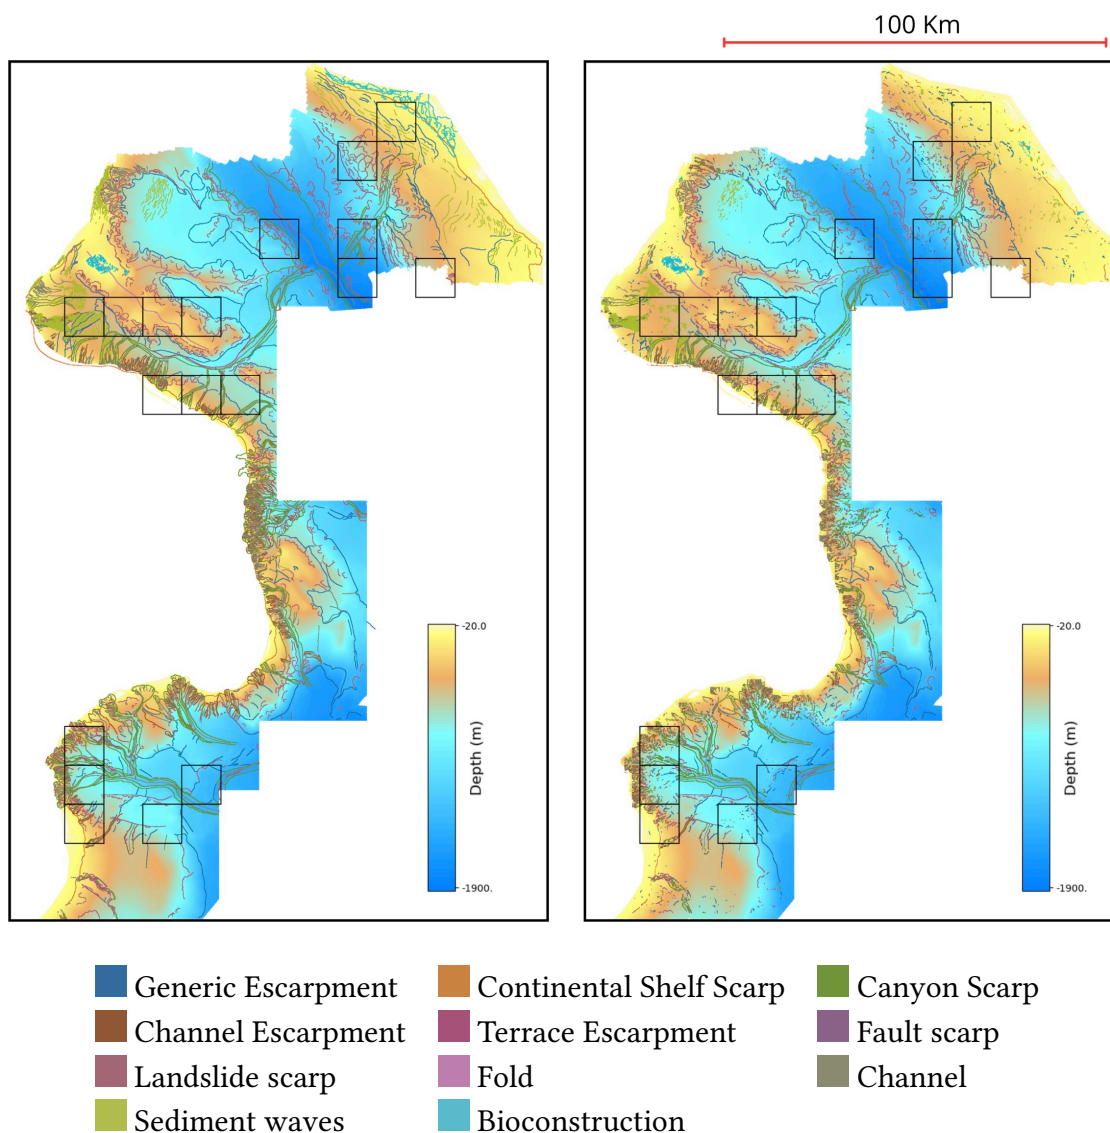 100 Km
-20.0
Depth (m)
-1900.
-20.0
Depth (m)
-1900.
Generic Escarpment Continental Shelf Scarp Canyon Scarp
Channel Escarpment Terrace Escarpment Fault scarp
Landslide scarp Fold Channel
Sediment waves Bioconstruction